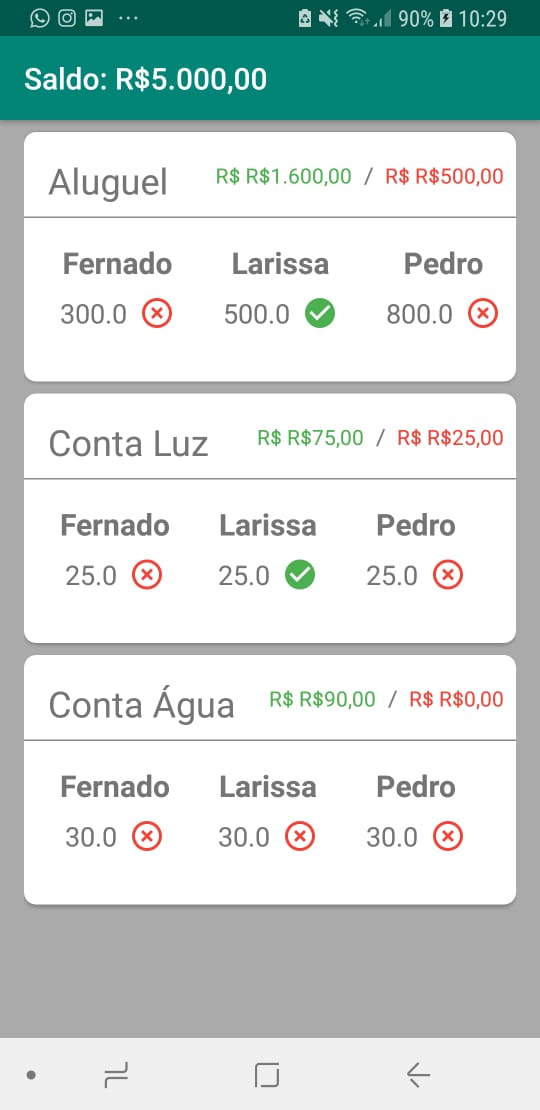 90% 10:29
Saldo: R$5.000,00
Aluguel R$ R$1.600,00 / R$ R$500,00
Fernado Larissa Pedro
300.0 500.0 800.0
Conta Luz R$ R$75,00 / R$ R$25,00
Fernado Larissa Pedro
25.0 25.0 25.0
Conta Água R$ R$90,00 / R$ R$0,00
Fernado Larissa Pedro
30.0 30.0 30.0